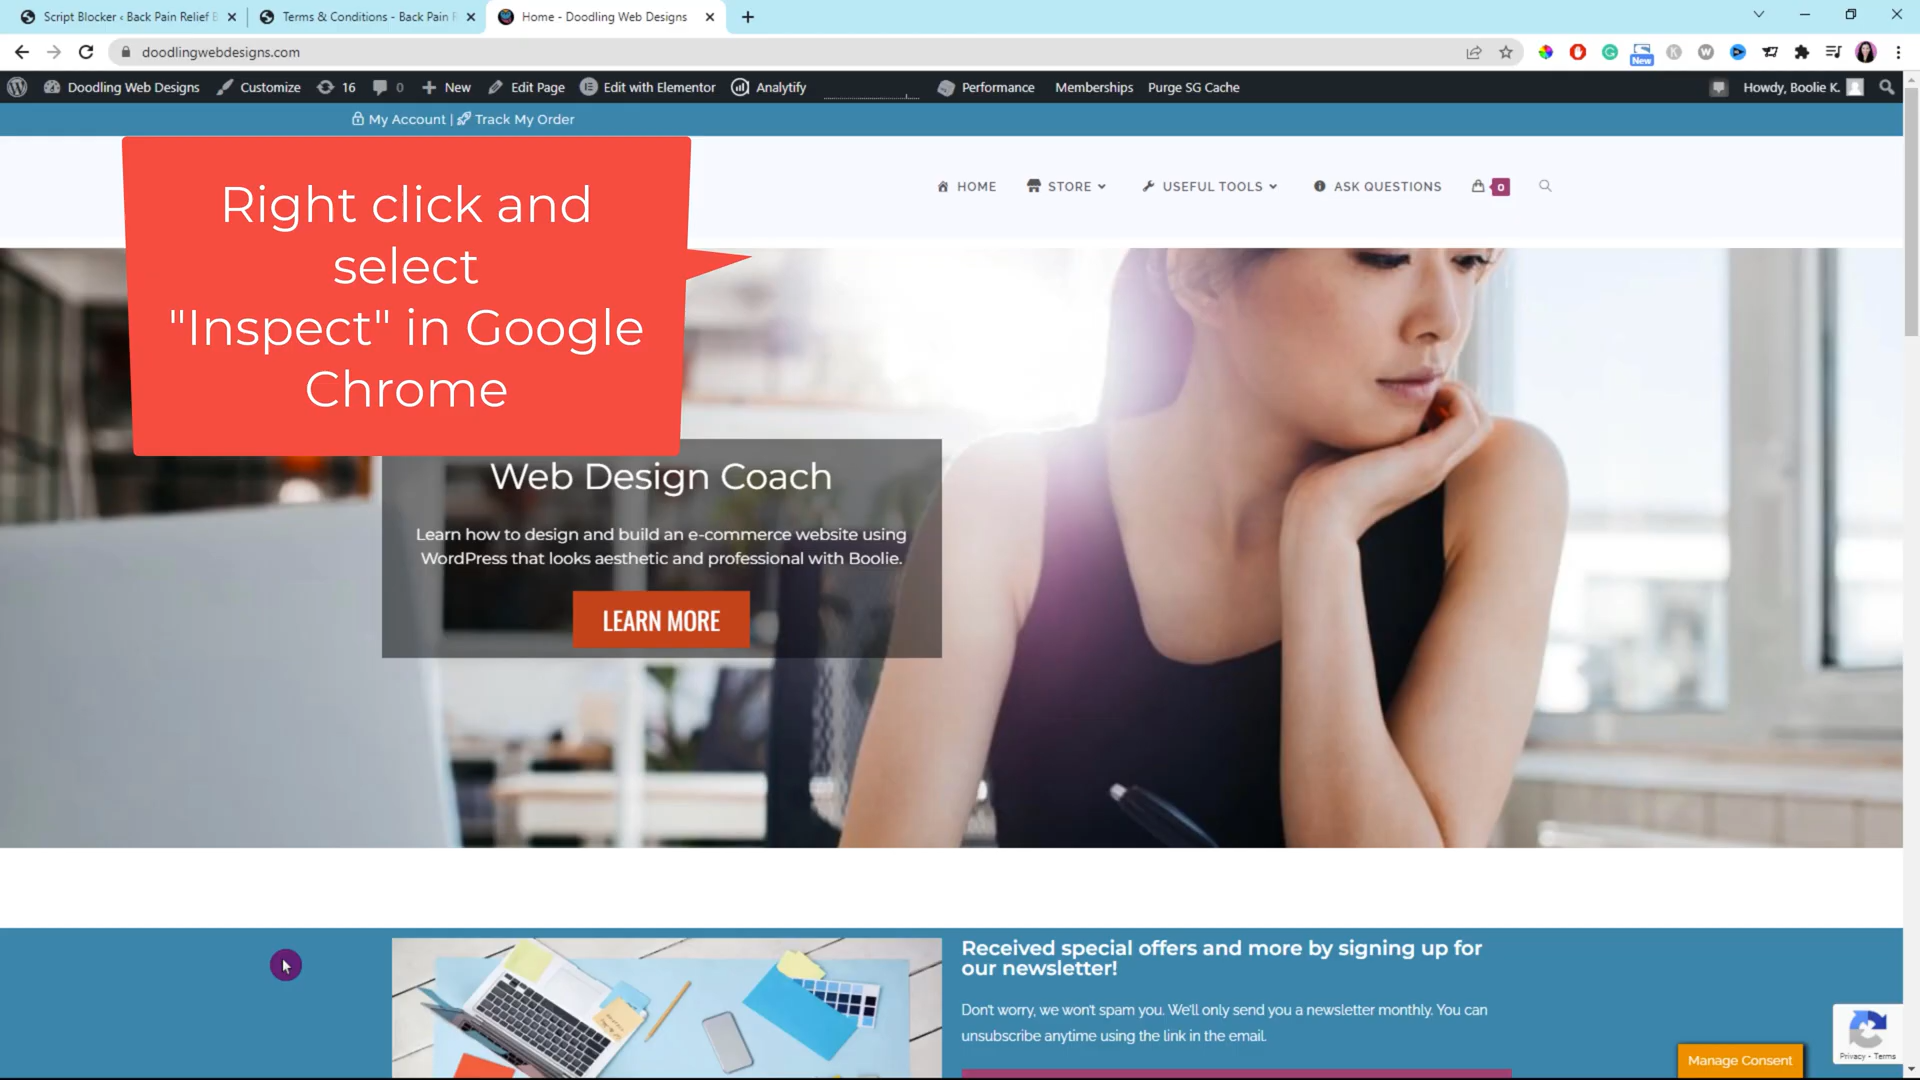 Script Blocker ‹ Back Pain Relief B
Terms & Conditions - Back Pain R
Home - Doodling Web Designs
doodlingwebdesigns.com
New
Doodling Web Designs
Customize
16
0
New
Edit Page
Edit with Elementor
Analytify
Performance
Memberships
Purge SG Cache
Howdy, Boolie K.
My Account | Track My Order
Right click and
select
"Inspect" in Google
Chrome
HOME
STORE
USEFUL TOOLS
ASK QUESTIONS
0
Web Design Coach
Learn how to design and build an e-commerce website using
WordPress that looks aesthetic and professional with Boolie.
LEARN MORE
Received special offers and more by signing up for
our newsletter!
Don't worry, we won't spam you. We'll only send you a newsletter monthly. You can
unsubscribe anytime using the link in the email.
Privacy - Terms
Manage Consent